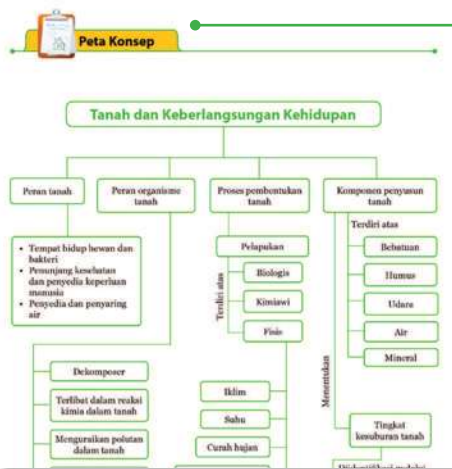 Peta Konsep
Tanah dan Keberlangsungan Kehidupan
Peran tanah
Peran organisme
tanah
Proses pembentukan
tanah
Komponen penyusun
tanah
• Tempat hidup hewan dan
bakteri
• Penunjang kesehatan
dan penyedia keperluan
manusia
• Penyedia dan penyaring
air
Dekomposer
Terlibat dalam reaksi
kimia dalam tanah
Menguraikan polutan
dalam tanah
Pelapukan
Terdiri atas
Biologis
Kimiawi
Fisis
Iklim
Suhu
Curah hujan
Terdiri atas
Bebatuan
Humus
Udara
Air
Mineral
Menentukan
Tingkat
kesuburan tanah